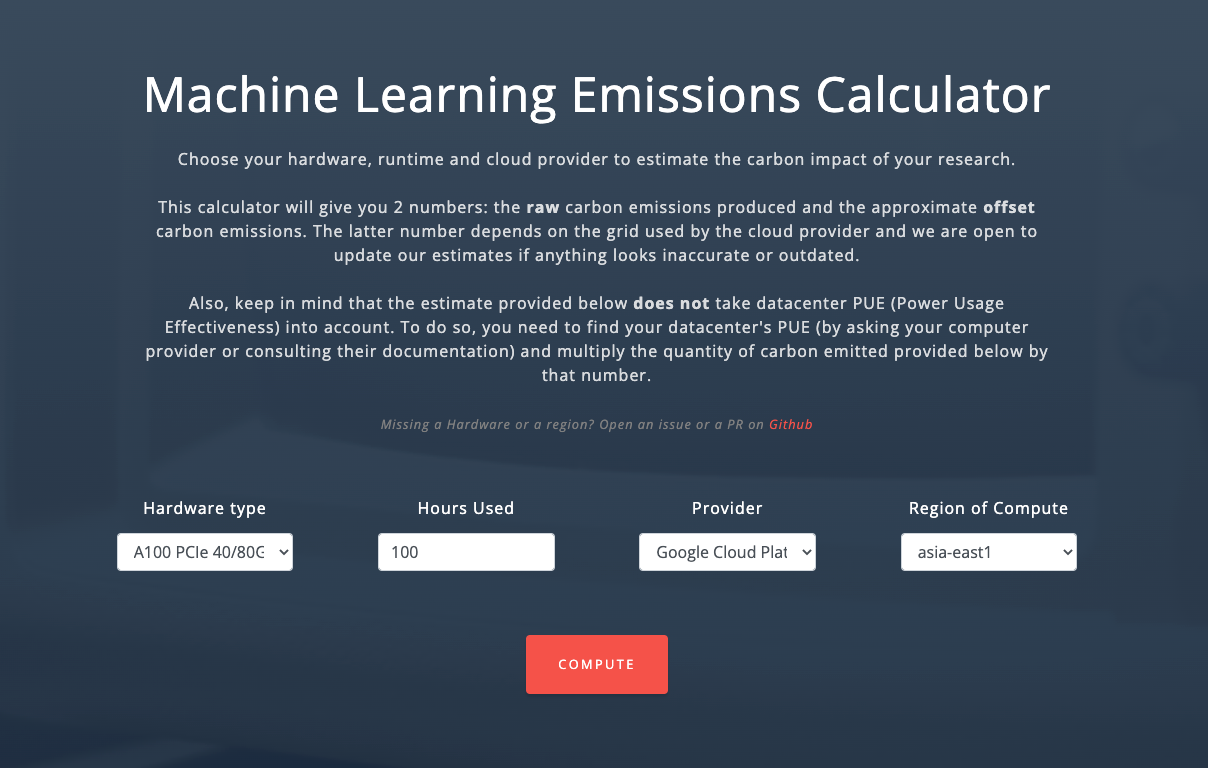 Machine Learning Emissions Calculator
Choose your hardware, runtime and cloud provider to estimate the carbon impact of your research.
This calculator will give you 2 numbers: the raw carbon emissions produced and the approximate offset
carbon emissions. The latter number depends on the grid used by the cloud provider and we are open to
update our estimates if anything looks inaccurate or outdated.
Also, keep in mind that the estimate provided below does not take datacenter PUE (Power Usage
Effectiveness) into account. To do so, you need to find your datacenter's PUE (by asking your computer
provider or consulting their documentation) and multiply the quantity of carbon emitted provided below by
that number.
Missing a Hardware or a region? Open an issue or a PR on Github
Hardware type Hours Used Provider Region of Compute
A100 PCIe 40/80G 100 Google Cloud Plat asia-east1
COMPUTE